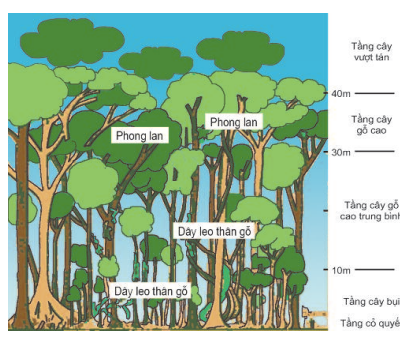 Tầng cây
vượt tán
40m
Tầng cây
gỗ cao
Phong lan
Phong lan
30m
Tầng cây gỗ
cao trung bình
Dây leo thân gỗ
10m
Dây leo thân gỗ
Tầng cây bụi
Tầng cỏ quyết